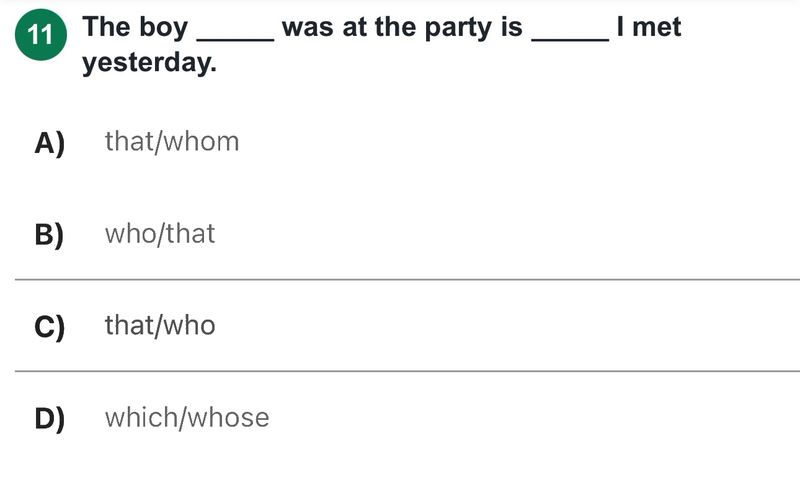 11 The boy _____ was at the party is _____ I met
yesterday.
A) that/whom
B) who/that
C) that/who
D) which/whose